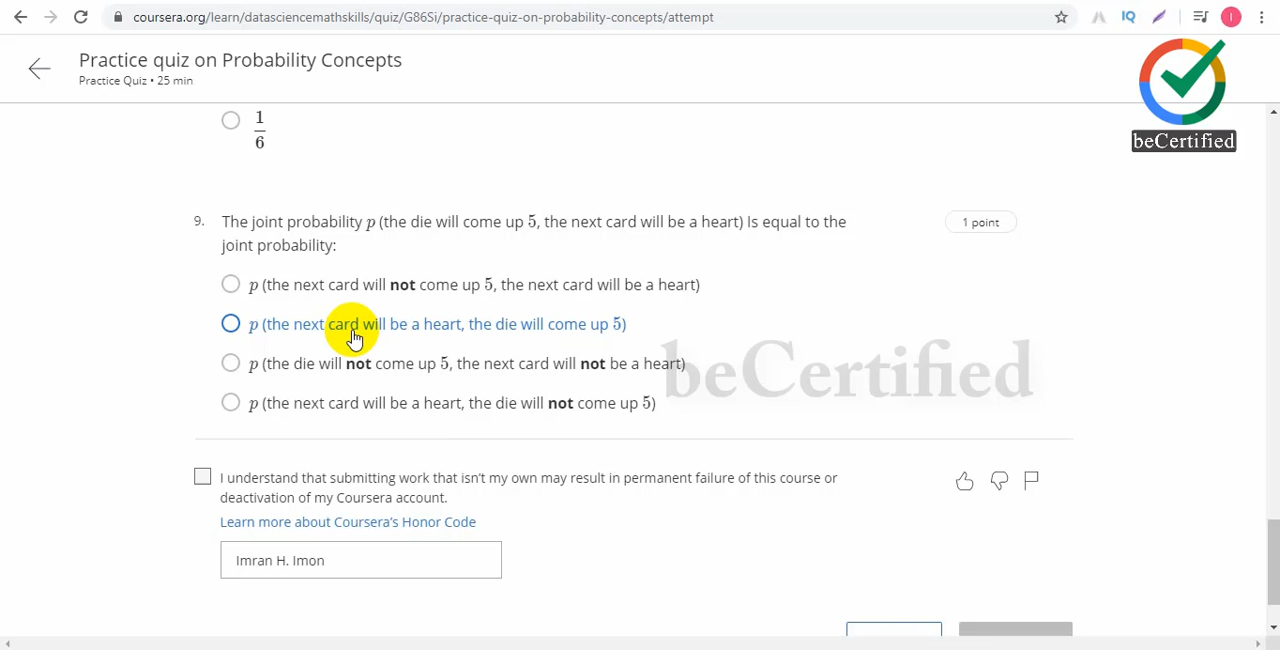 coursera.org/learn/datasciencemathskills/quiz/G86Si/practice-quiz-on-probability-concepts/attempt
IQ
I
Practice quiz on Probability Concepts
Practice Quiz • 25 min
beCertified
1
6
9. The joint probability p (the die will come up 5, the next card will be a heart) Is equal to the
joint probability:
1 point
p (the next card will not come up 5, the next card will be a heart)
p (the next card will be a heart, the die will come up 5)
p (the die will not come up 5, the next card will not be a heart)
p (the next card will be a heart, the die will not come up 5)
beCertified
I understand that submitting work that isn't my own may result in permanent failure of this course or
deactivation of my Coursera account.
Learn more about Coursera's Honor Code
Imran H. Imon